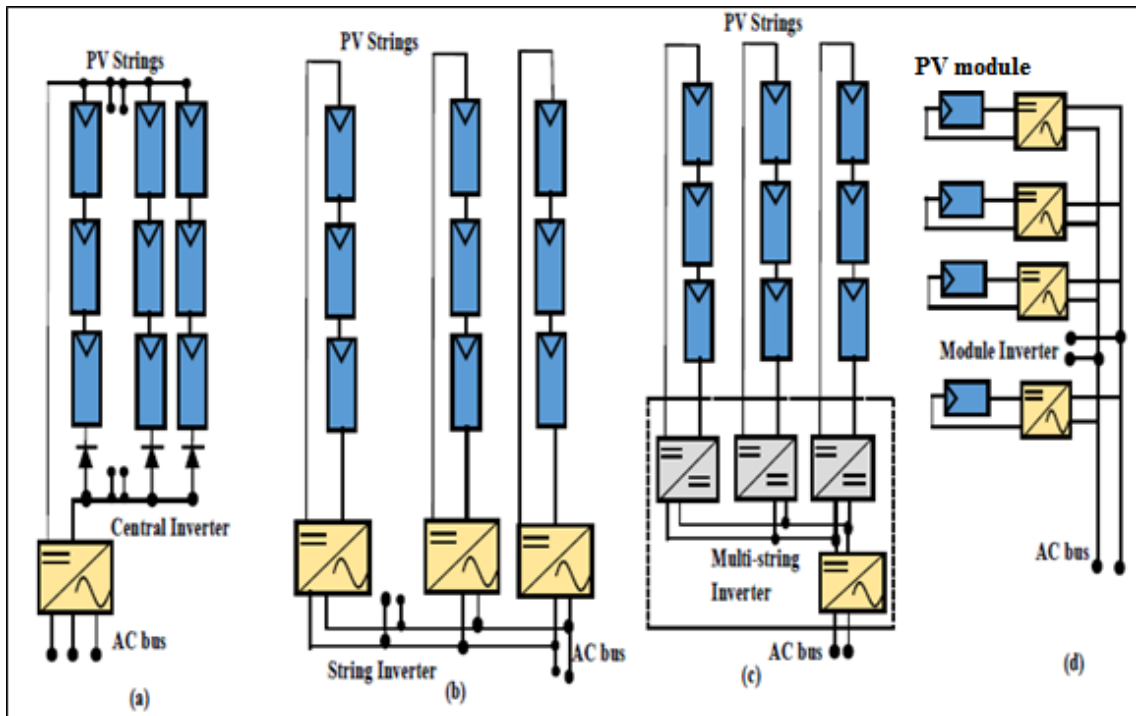 PV Strings
Central Inverter
AC bus
(a)
PV Strings
String Inverter
AC bus
(b)
PV Strings
Multi-string
Inverter
AC bus
(c)
PV module
Module Inverter
AC bus
(d)